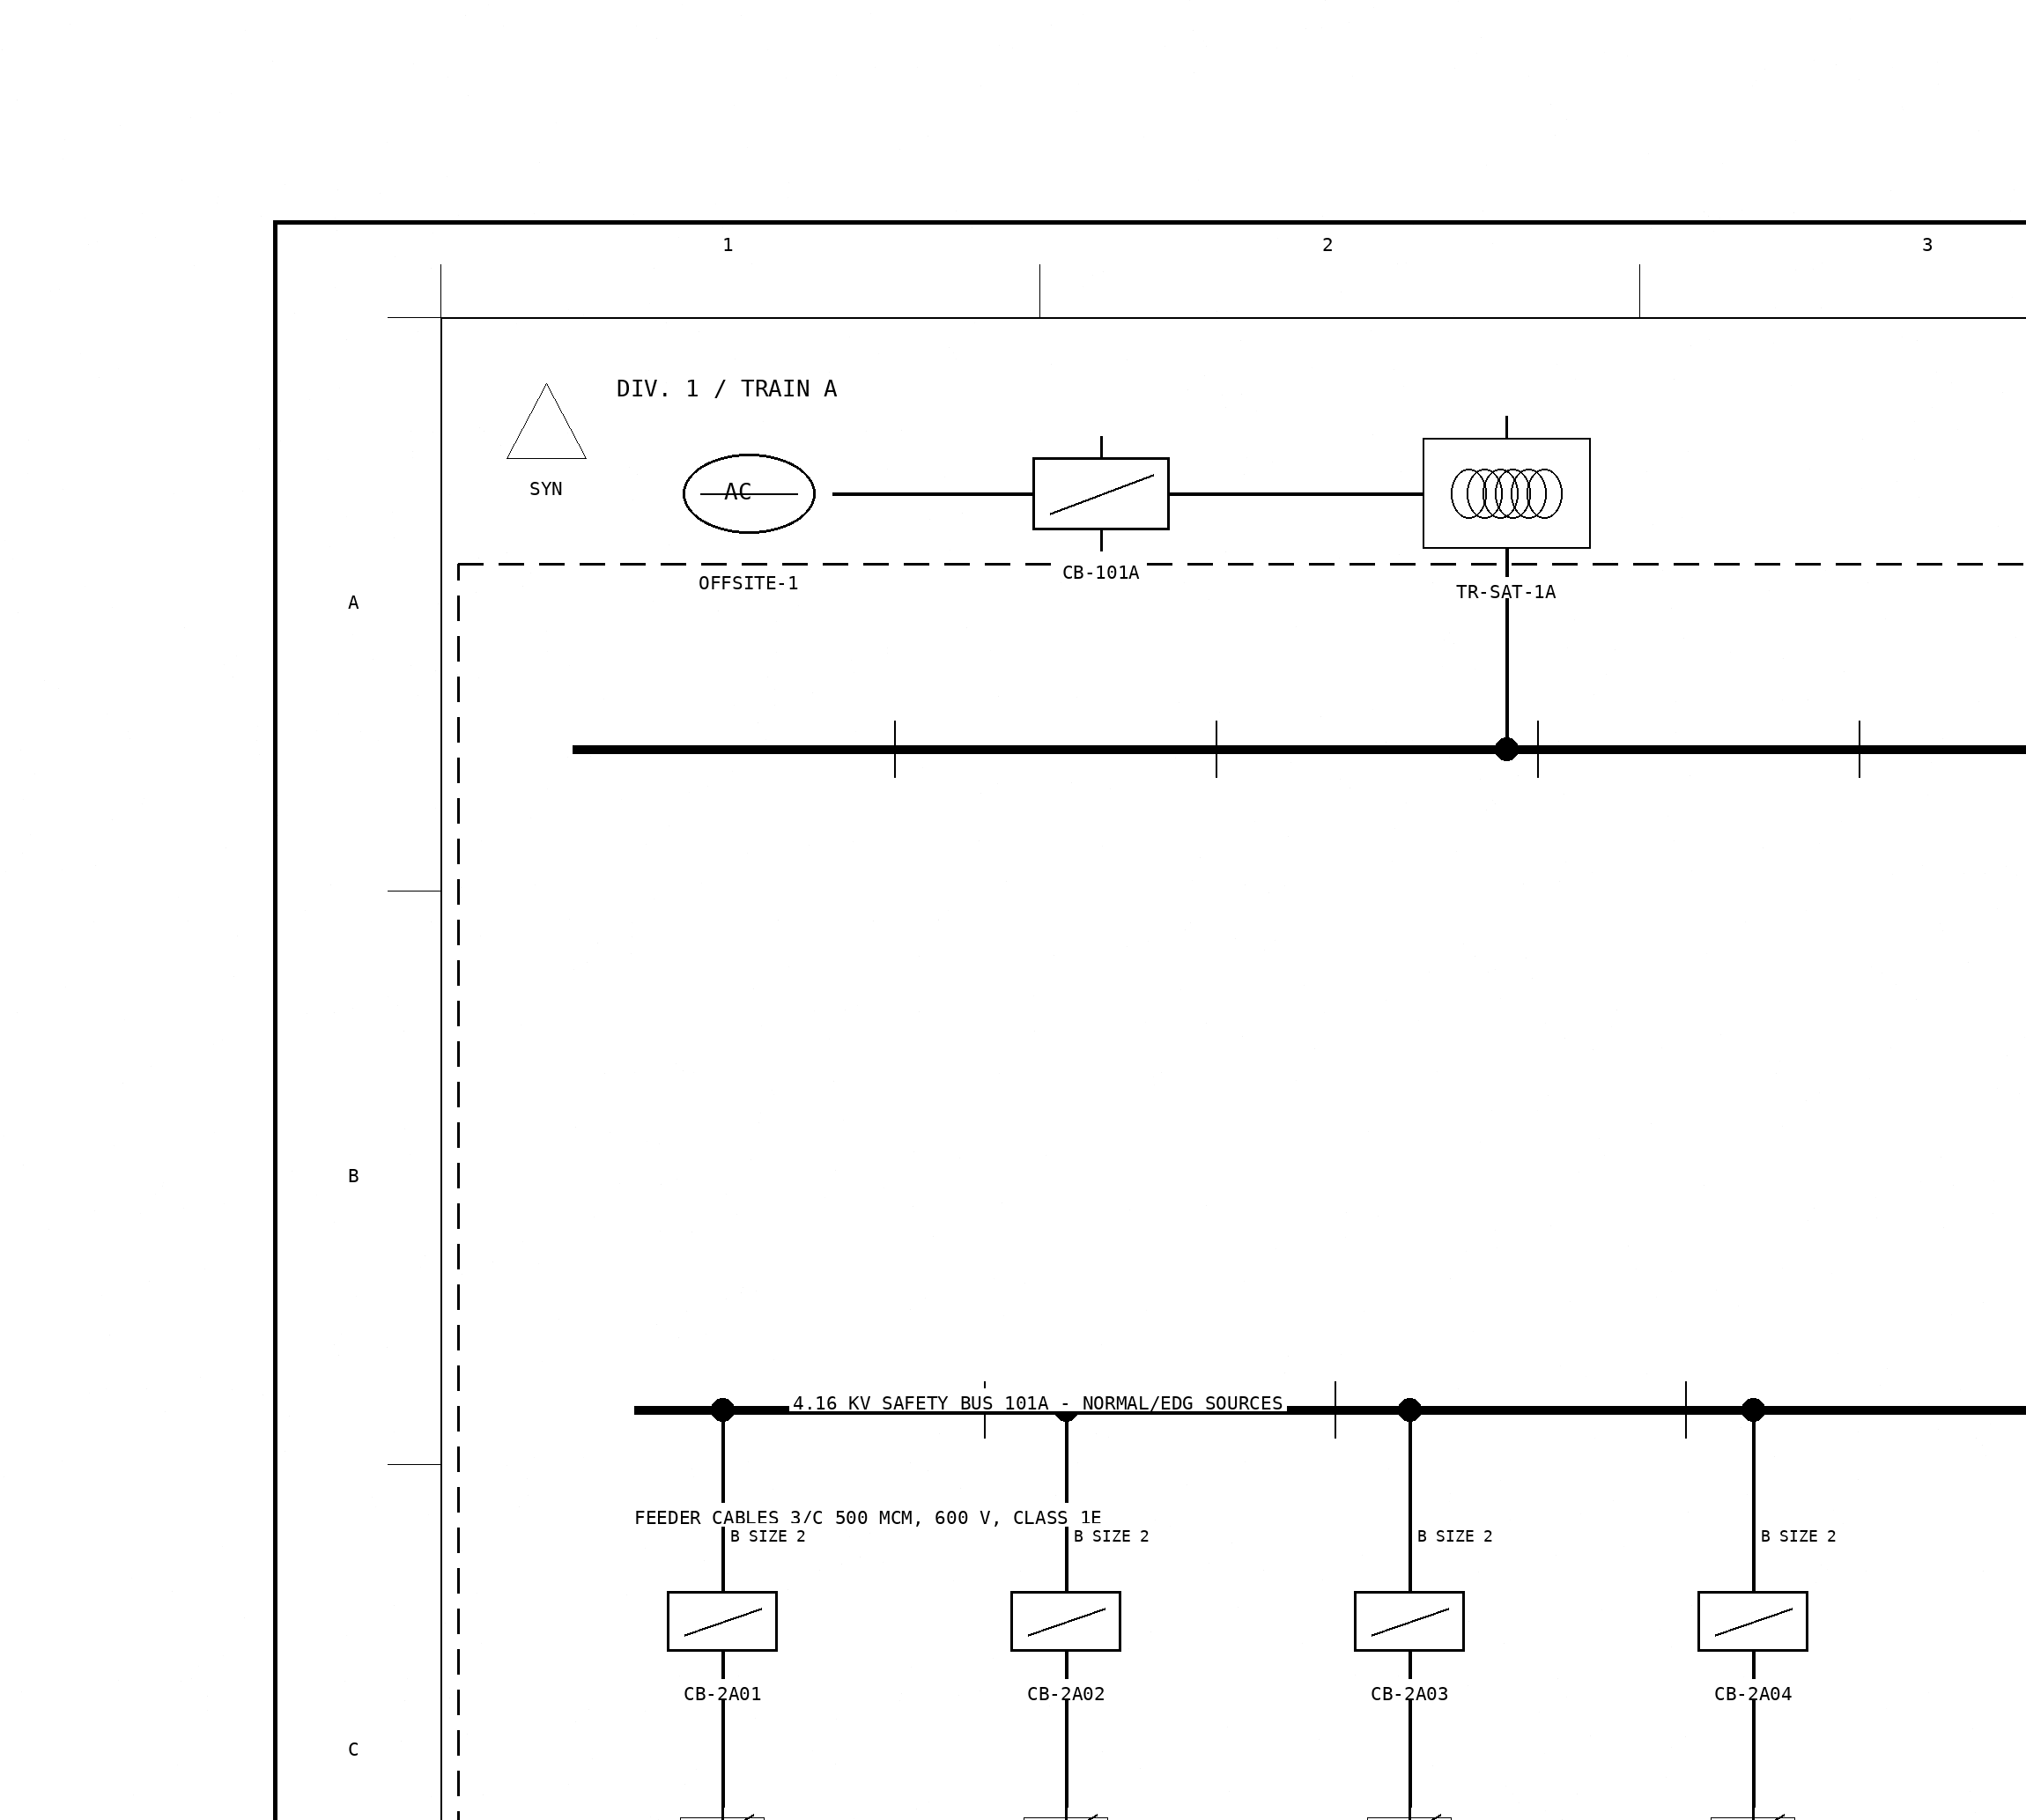 1 2 3
DIV. 1 / TRAIN A
SYN
AC
OFFSITE-1
CB-101A
TR-SAT-1A
A
B
4.16 KV SAFETY BUS 101A - NORMAL/EDG SOURCES
FEEDER CABLES 3/C 500 MCM, 600 V, CLASS 1E
B SIZE 2 B SIZE 2 B SIZE 2 B SIZE 2
CB-2A01 CB-2A02 CB-2A03 CB-2A04
C